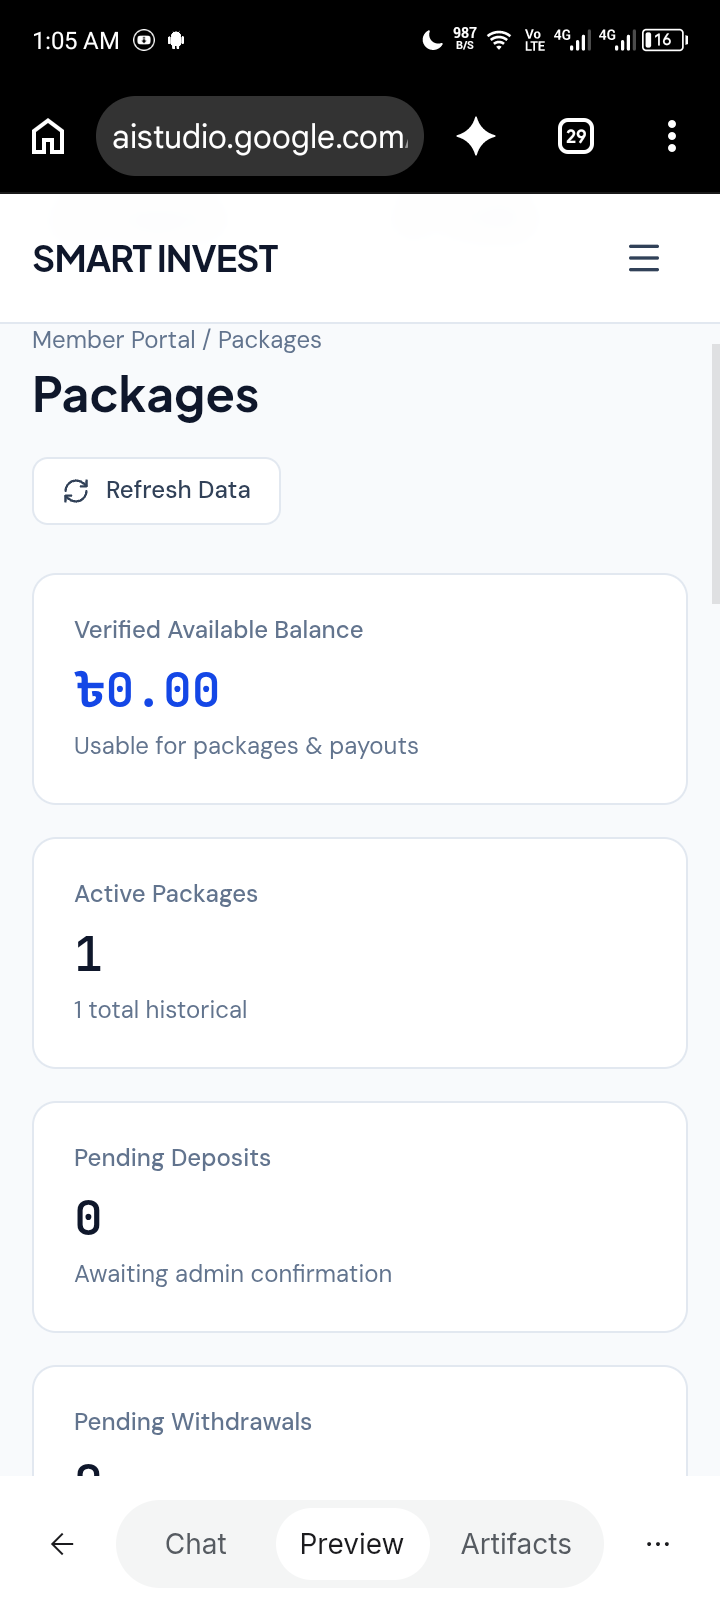 1:05 AM
987
B/S
Vo
LTE
4G
4G
16
aistudio.google.com/
29
SMART INVEST
Member Portal / Packages
Packages
Refresh Data
Verified Available Balance
৳0.00
Usable for packages & payouts
Active Packages
1
1 total historical
Pending Deposits
0
Awaiting admin confirmation
Pending Withdrawals
Chat
Preview
Artifacts